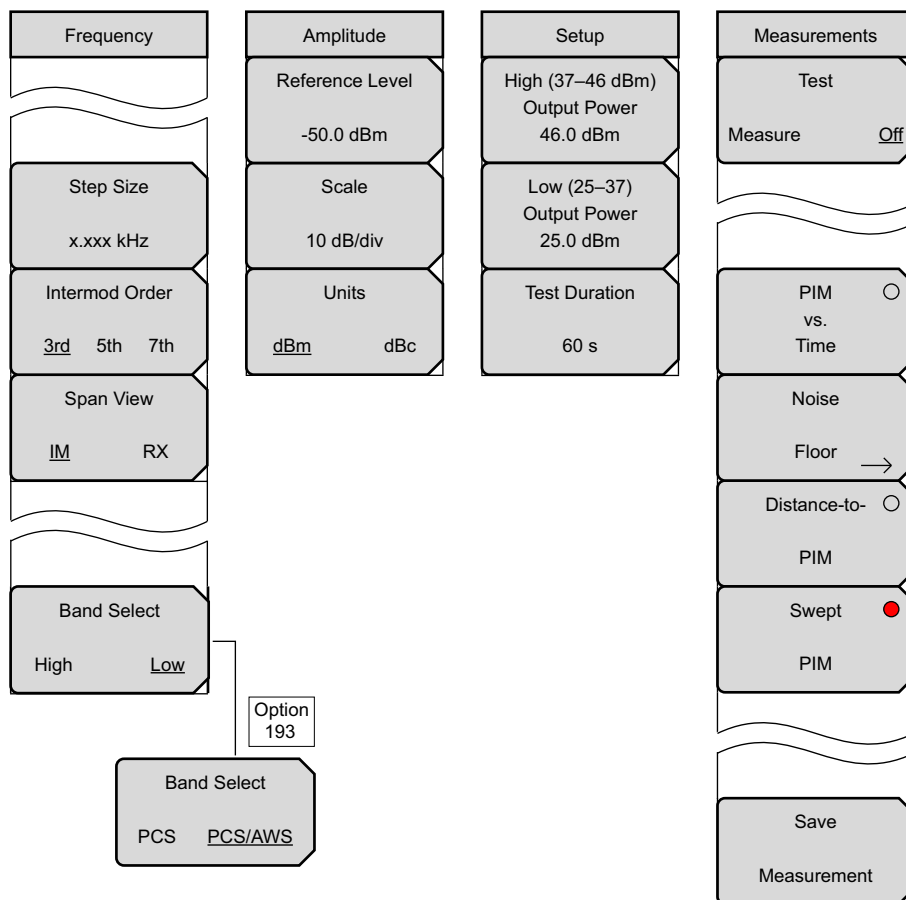 Frequency
Step Size
x.xxx kHz
Intermod Order
3rd 5th 7th
Span View
IM RX
Band Select
High Low
Option
193
Band Select
PCS PCS/AWS
Amplitude
Reference Level
-50.0 dBm
Scale
10 dB/div
Units
dBm dBc
Setup
High (37–46 dBm)
Output Power
46.0 dBm
Low (25–37)
Output Power
25.0 dBm
Test Duration
60 s
Measurements
Test
Measure Off
PIM
vs.
Time
Noise
Floor
Distance-to-
PIM
Swept
PIM
Save
Measurement